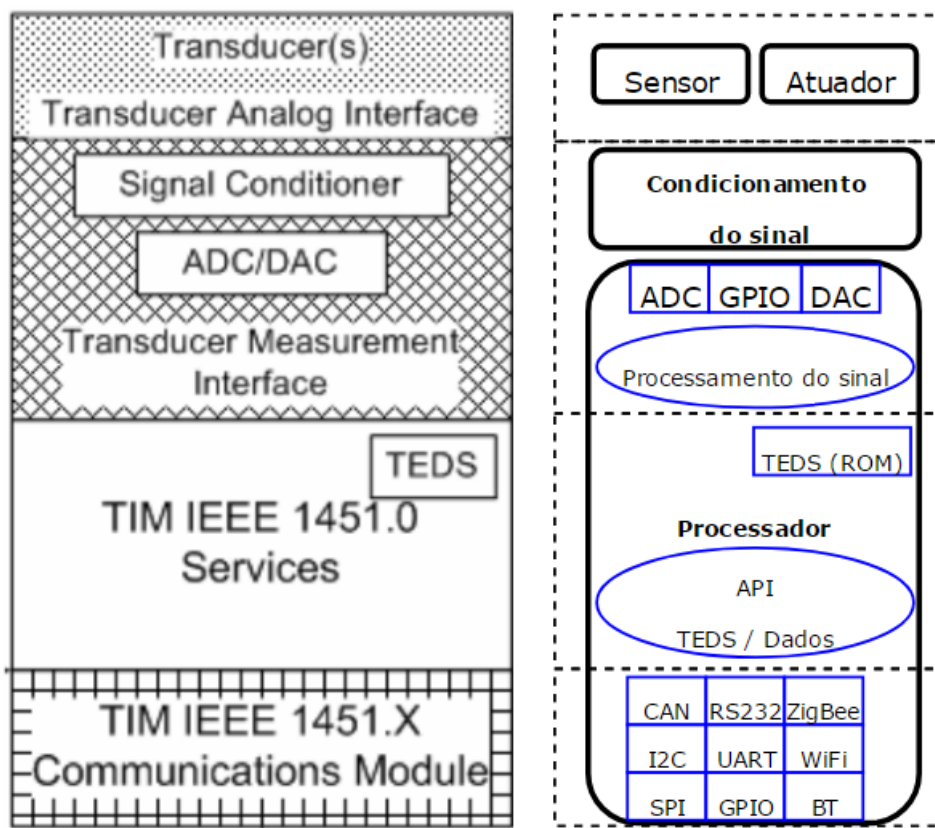 Transducer(s)
Transducer Analog Interface
Signal Conditioner
ADC/DAC
Transducer Measurement
Interface
TEDS
TIM IEEE 1451.0
Services
TIM IEEE 1451.X
Communications Module
Sensor
Atuador
Condicionamento
do sinal
ADC
GPIO
DAC
Processamento do sinal
TEDS (ROM)
Processador
API
TEDS / Dados
CAN
RS232
ZigBee
I2C
UART
WiFi
SPI
GPIO
BT